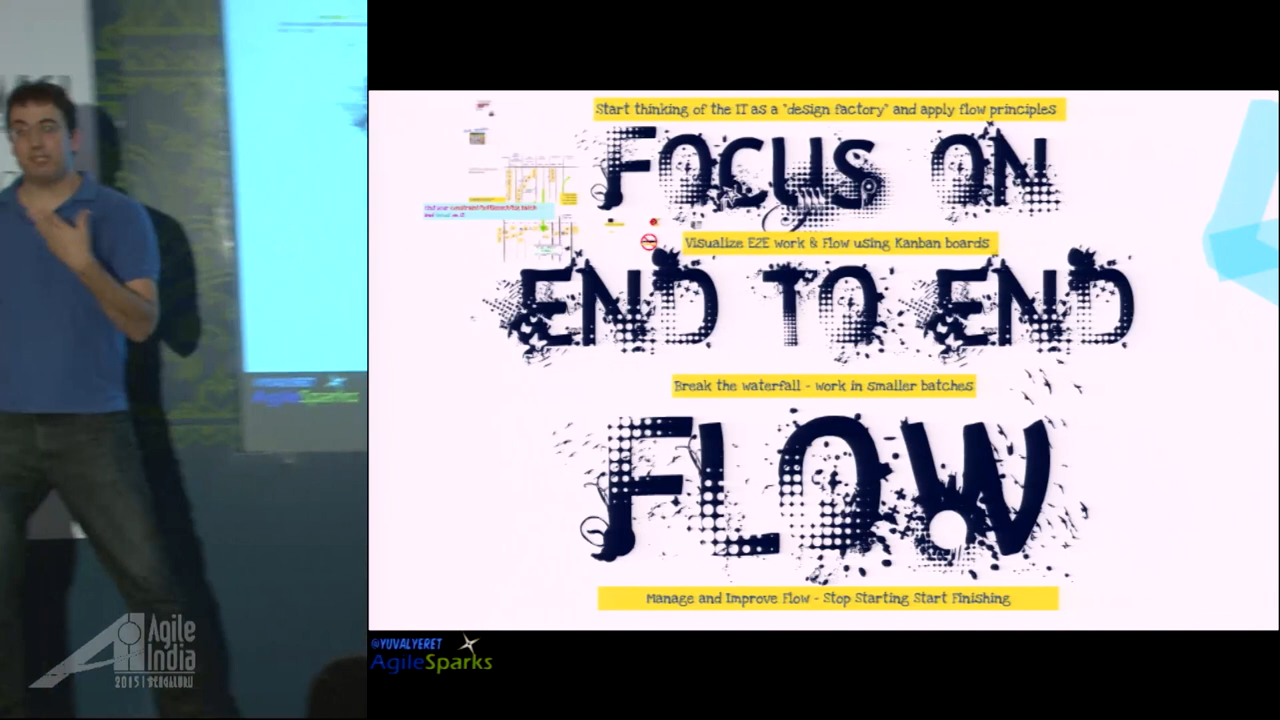 Start thinking of the IT as a "design factory" and apply flow principles
FOCUS ON
Visualize E2E work & Flow using Kanban boards
END TO END
Break the waterfall - work in smaller batches
FLOW
Manage and Improve Flow - Stop Starting Start Finishing
@YUVALYERET
AgileSparks
YUVALYERET
AgileSparks
Agile
India
2015 | BENGALURU